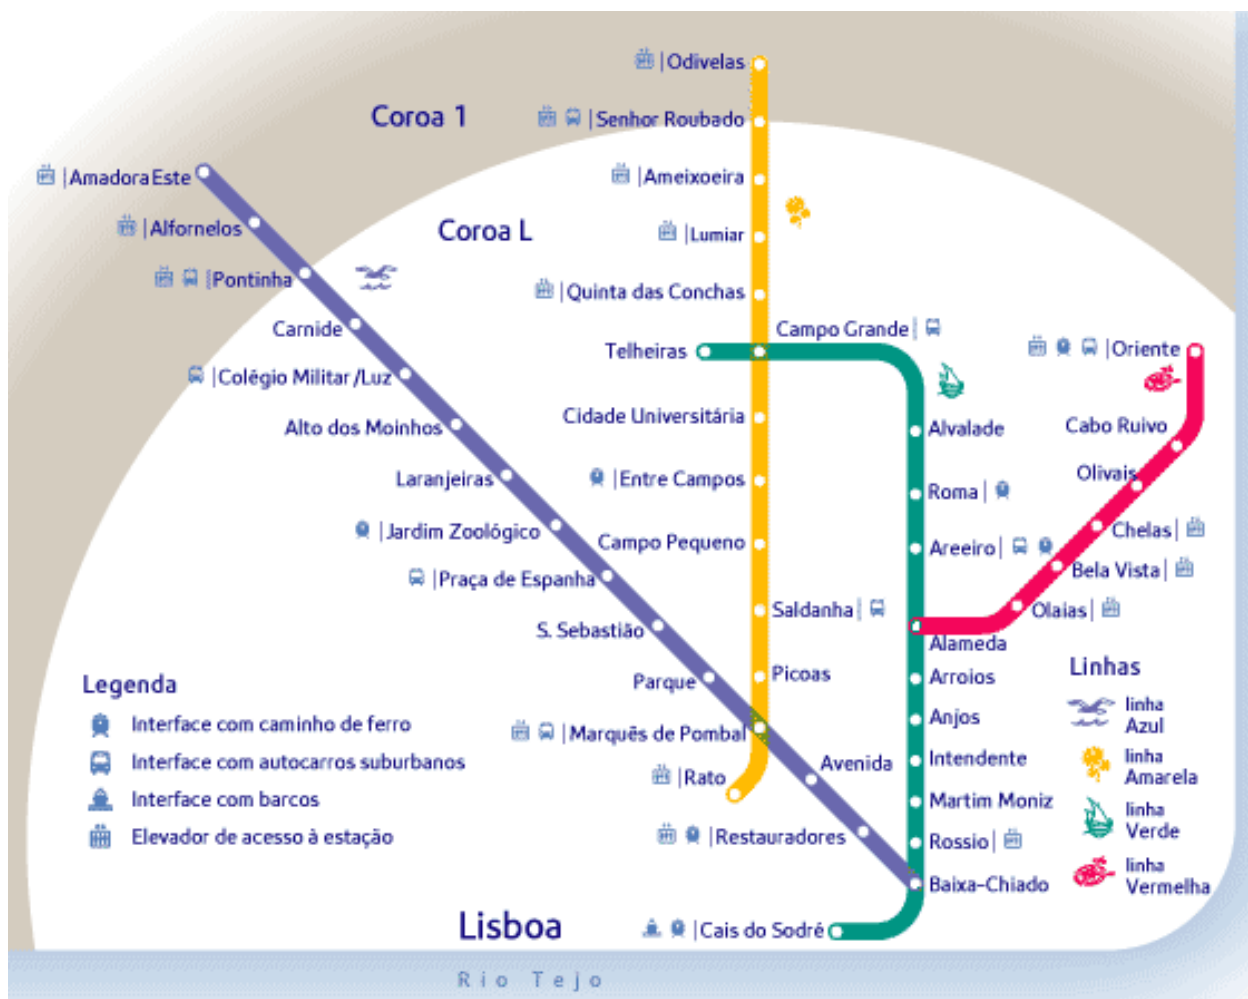 Odivelas
Coroa 1
Senhor Roubado
Amadora Este
Ameixoeira
Alfornelos
Coroa L
Lumiar
Pontinha
Quinta das Conchas
Carnide
Campo Grande
Telheiras
Oriente
Colégio Militar/Luz
Cidade Universitária
Alto dos Moinhos
Alvalade
Cabo Ruivo
Laranjeiras
Entre Campos
Roma
Olivais
Jardim Zoológico
Campo Pequeno
Areeiro
Chelas
Praça de Espanha
Bela Vista
Saldanha
Olaias
S. Sebastião
Alameda
Parque
Picoas
Arroios
Linhas
Legenda
linha
Azul
Interface com caminho de ferro
Marquês de Pombal
Anjos
Interface com autocarros suburbanos
Avenida
Intendente
linha
Amarela
Rato
Interface com barcos
Martim Moniz
linha
Verde
Elevador de acesso à estação
Restauradores
Rossio
linha
Vermelha
Baixa-Chiado
Lisboa
Cais do Sodré
Rio Tejo